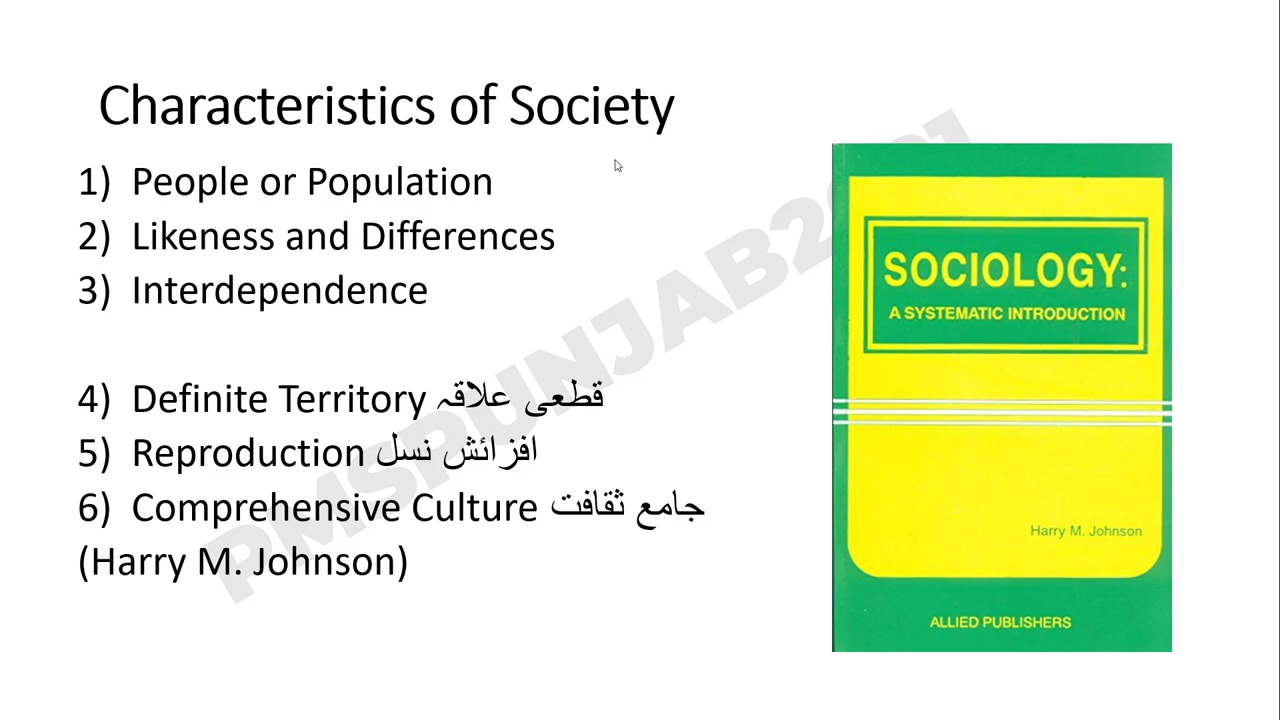 Characteristics of Society
1) People or Population
2) Likeness and Differences
3) Interdependence
4) Definite Territory قطعی علاقہ
5) Reproduction افزائش نسل
6) Comprehensive Culture جامع ثقافت
(Harry M. Johnson)
SOCIOLOGY:
A SYSTEMATIC INTRODUCTION
Harry M. Johnson
ALLIED PUBLISHERS